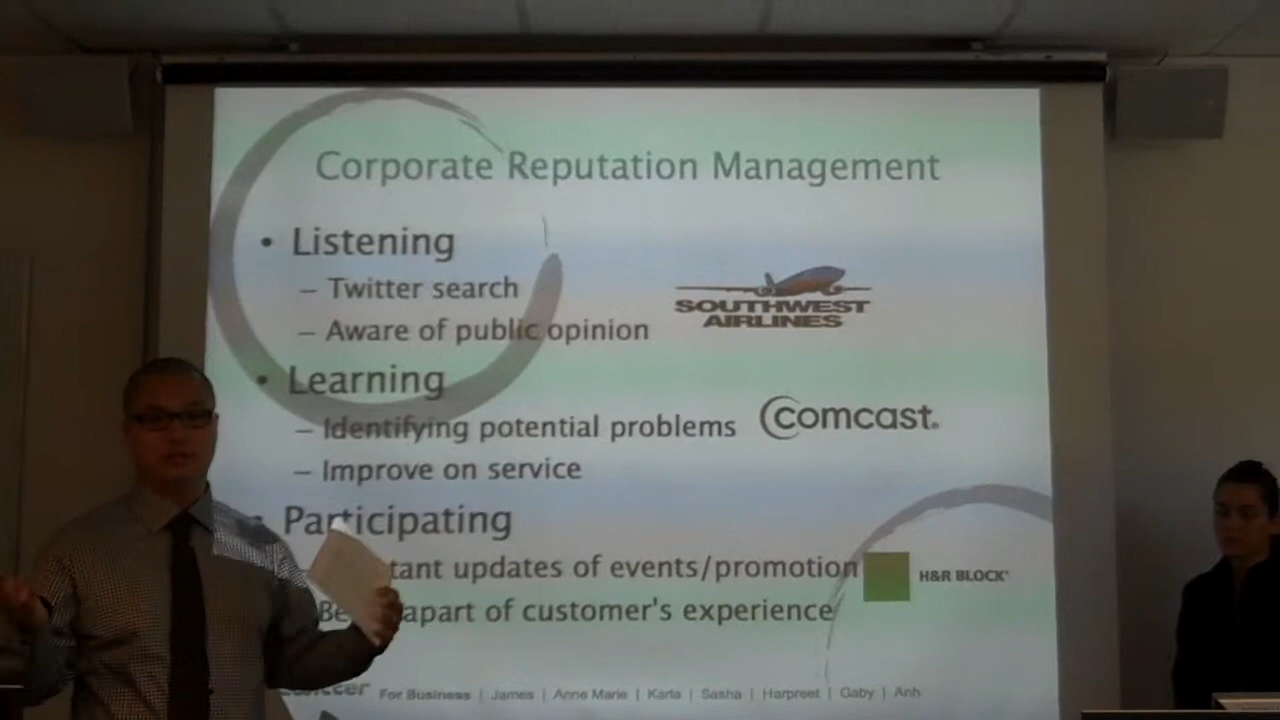 Corporate Reputation Management
• Listening
– Twitter search
– Aware of public opinion
SOUTHWEST
AIRLINES
• Learning
– Identifying potential problems
comcast.
– Improve on service
Participating
tant updates of events/promotion
H&R BLOCK
Be apart of customer's experience
For Business | James | Anne Marie | Karla | Sasha | Harpreet | Gaby | Anh